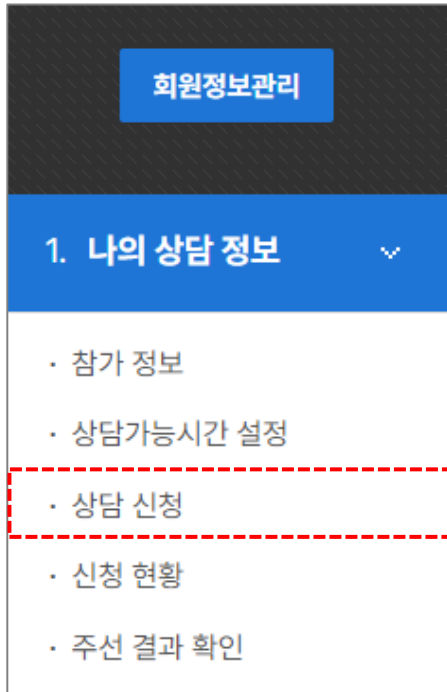 회원정보관리
1. 나의 상담 정보
· 참가 정보
· 상담가능시간 설정
· 상담 신청
· 신청 현황
· 주선 결과 확인